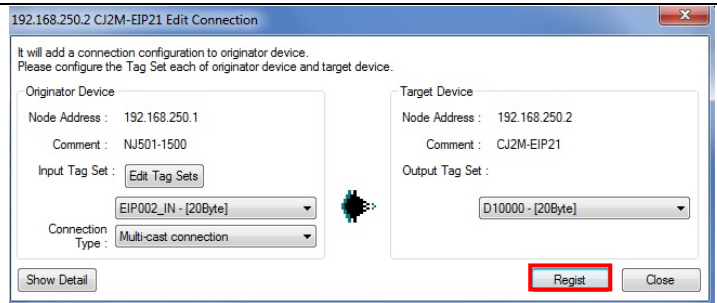 192.168.250.2 CJ2M-EIP21 Edit Connection
It will add a connection configuration to originator device.
Please configure the Tag Set each of originator device and target device.
Originator Device
Node Address : 192.168.250.1
Comment : NJ501-1500
Input Tag Set : Edit Tag Sets
EIP002_IN - [20Byte]
Connection
Type : Multi-cast connection
Target Device
Node Address : 192.168.250.2
Comment : CJ2M-EIP21
Output Tag Set :
D10000 - [20Byte]
Show Detail
Regist
Close